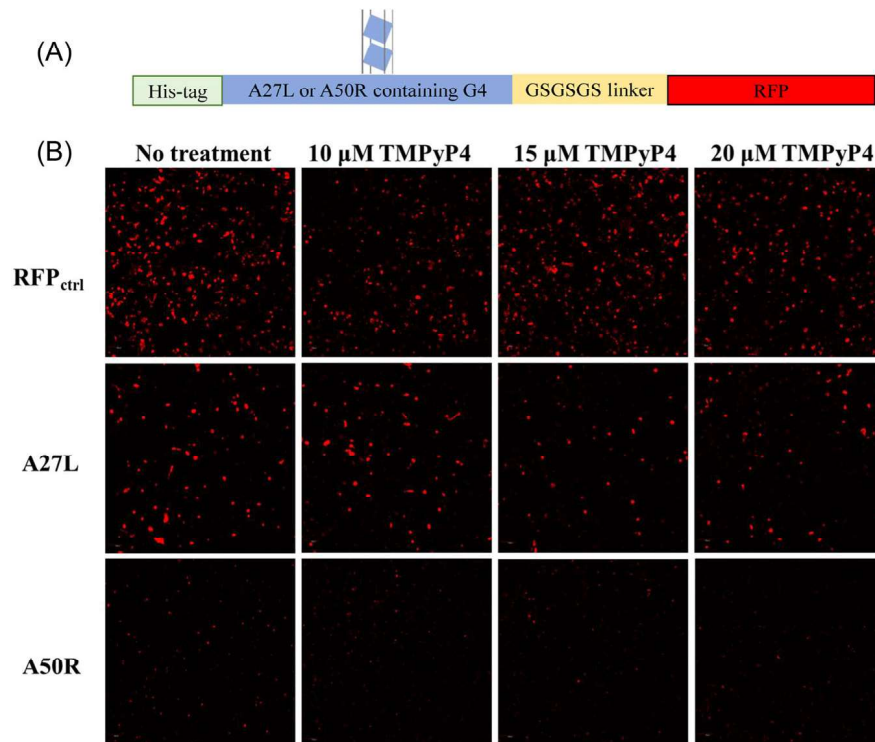 (A)
His-tag A27L or A50R containing G4 GSGSGS linker RFP
(B)
No treatment 10 μM TMPyP4 15 μM TMPyP4 20 μM TMPyP4
RFPctrl
A27L
A50R